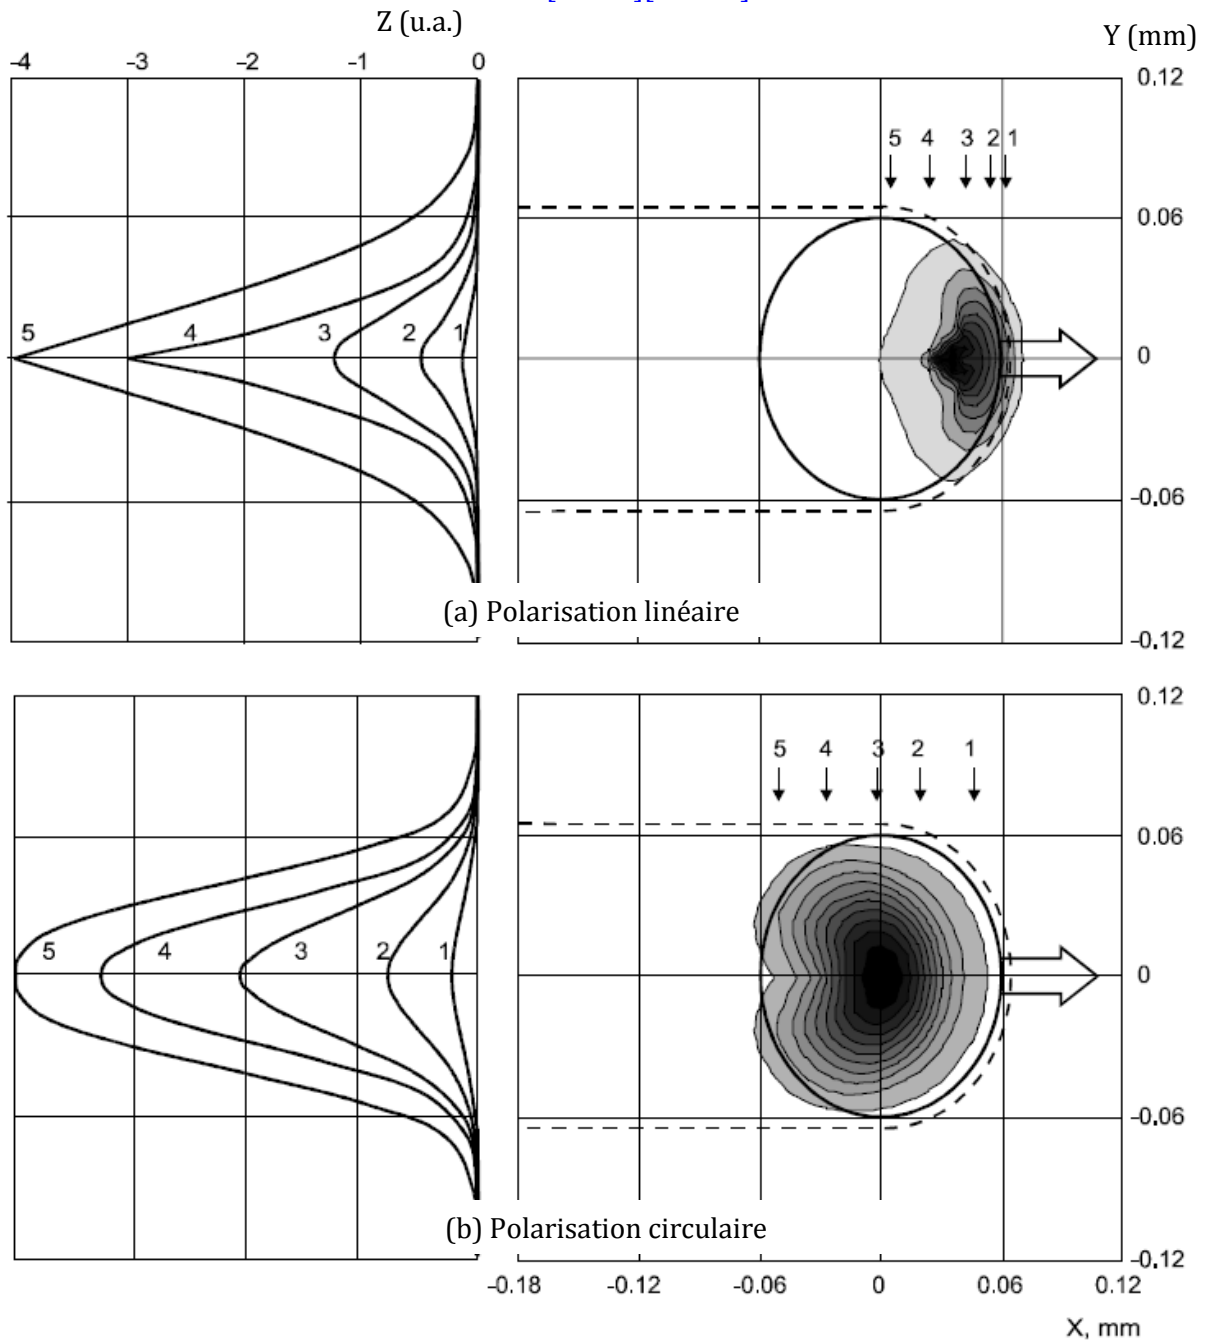 Z (u.a.)
Y (mm)
-4 -3 -2 -1 0
0.12
5 4 3 2 1
0.06
5 4 3 2 1
0
-0.06
(a) Polarisation linéaire
-0.12
0.12
5 4 3 2 1
0.06
5 4 3 2 1
0
-0.06
(b) Polarisation circulaire
-0.12
-0.18 -0.12 -0.06 0 0.06 0.12
X, mm